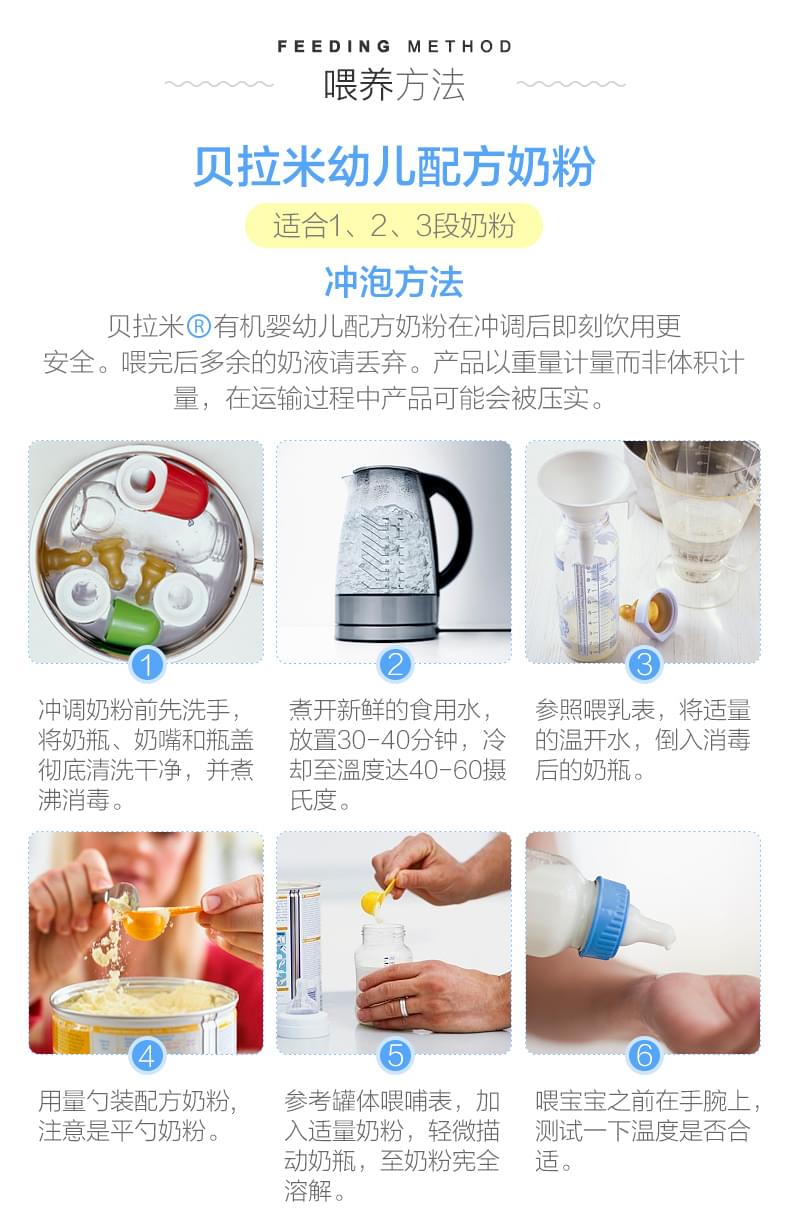 FEEDING METHOD
喂养方法
贝拉米幼儿配方奶粉
适合1、2、3段奶粉
冲泡方法
贝拉米®有机婴幼儿配方奶粉在冲调后即刻饮用更
安全。喂完后多余的奶液请丢弃。产品以重量计量而非体积计
量，在运输过程中产品可能会被压实。
1
冲调奶粉前先洗手，
将奶瓶、奶嘴和瓶盖
彻底清洗干净，并煮
沸消毒。
2
煮开新鲜的食用水，
放置30-40分钟，冷
却至溫度达40-60摄
氏度。
3
参照喂乳表，将适量
的温开水，倒入消毒
后的奶瓶。
4
用量勺装配方奶粉，
注意是平勺奶粉。
5
参考罐体喂哺表，加
入适量奶粉，轻微描
动奶瓶，至奶粉完全
溶解。
6
喂宝宝之前在手腕上，
测试一下温度是否合
适。